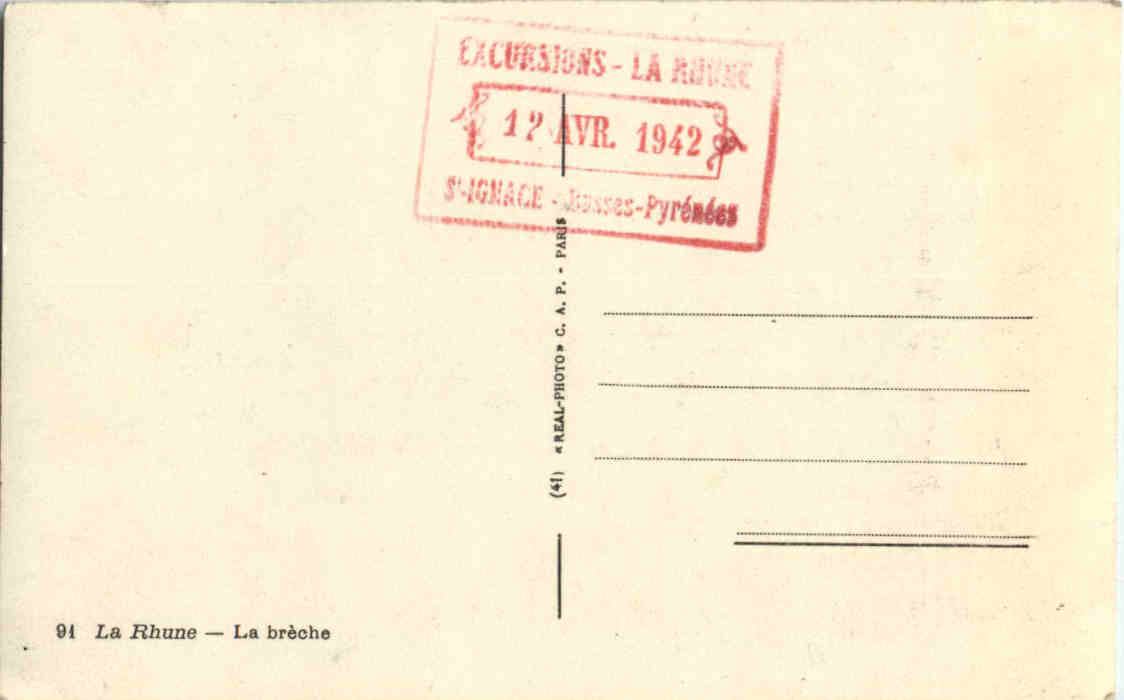 EXCURSIONS - LA RHUNE
12 AVR. 1942
St-IGNACE - Basses-Pyrénées
(41) « REAL-PHOTO » C. A. P. - PARIS
91 La Rhune — La brèche